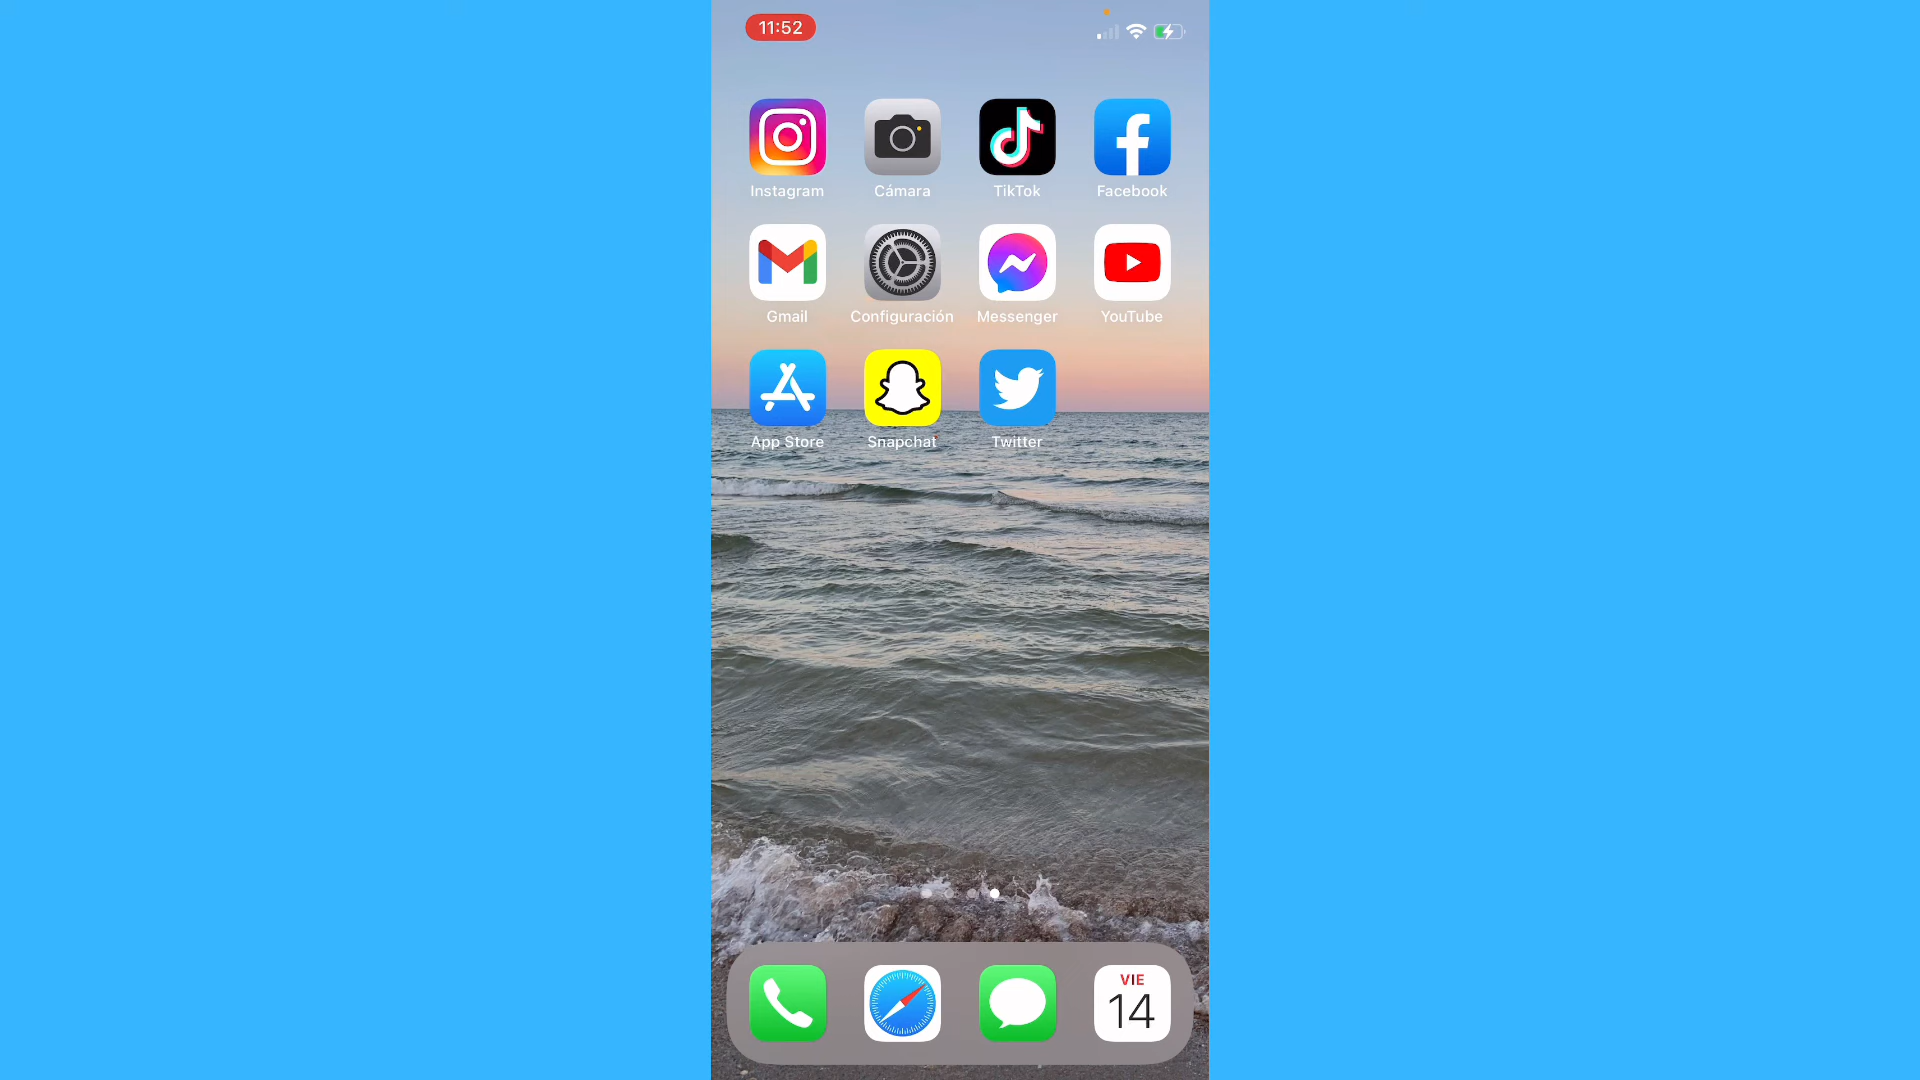 11:52
Instagram
Cámara
TikTok
Facebook
Gmail
Configuración
Messenger
YouTube
App Store
Snapchat
Twitter
VIE
14